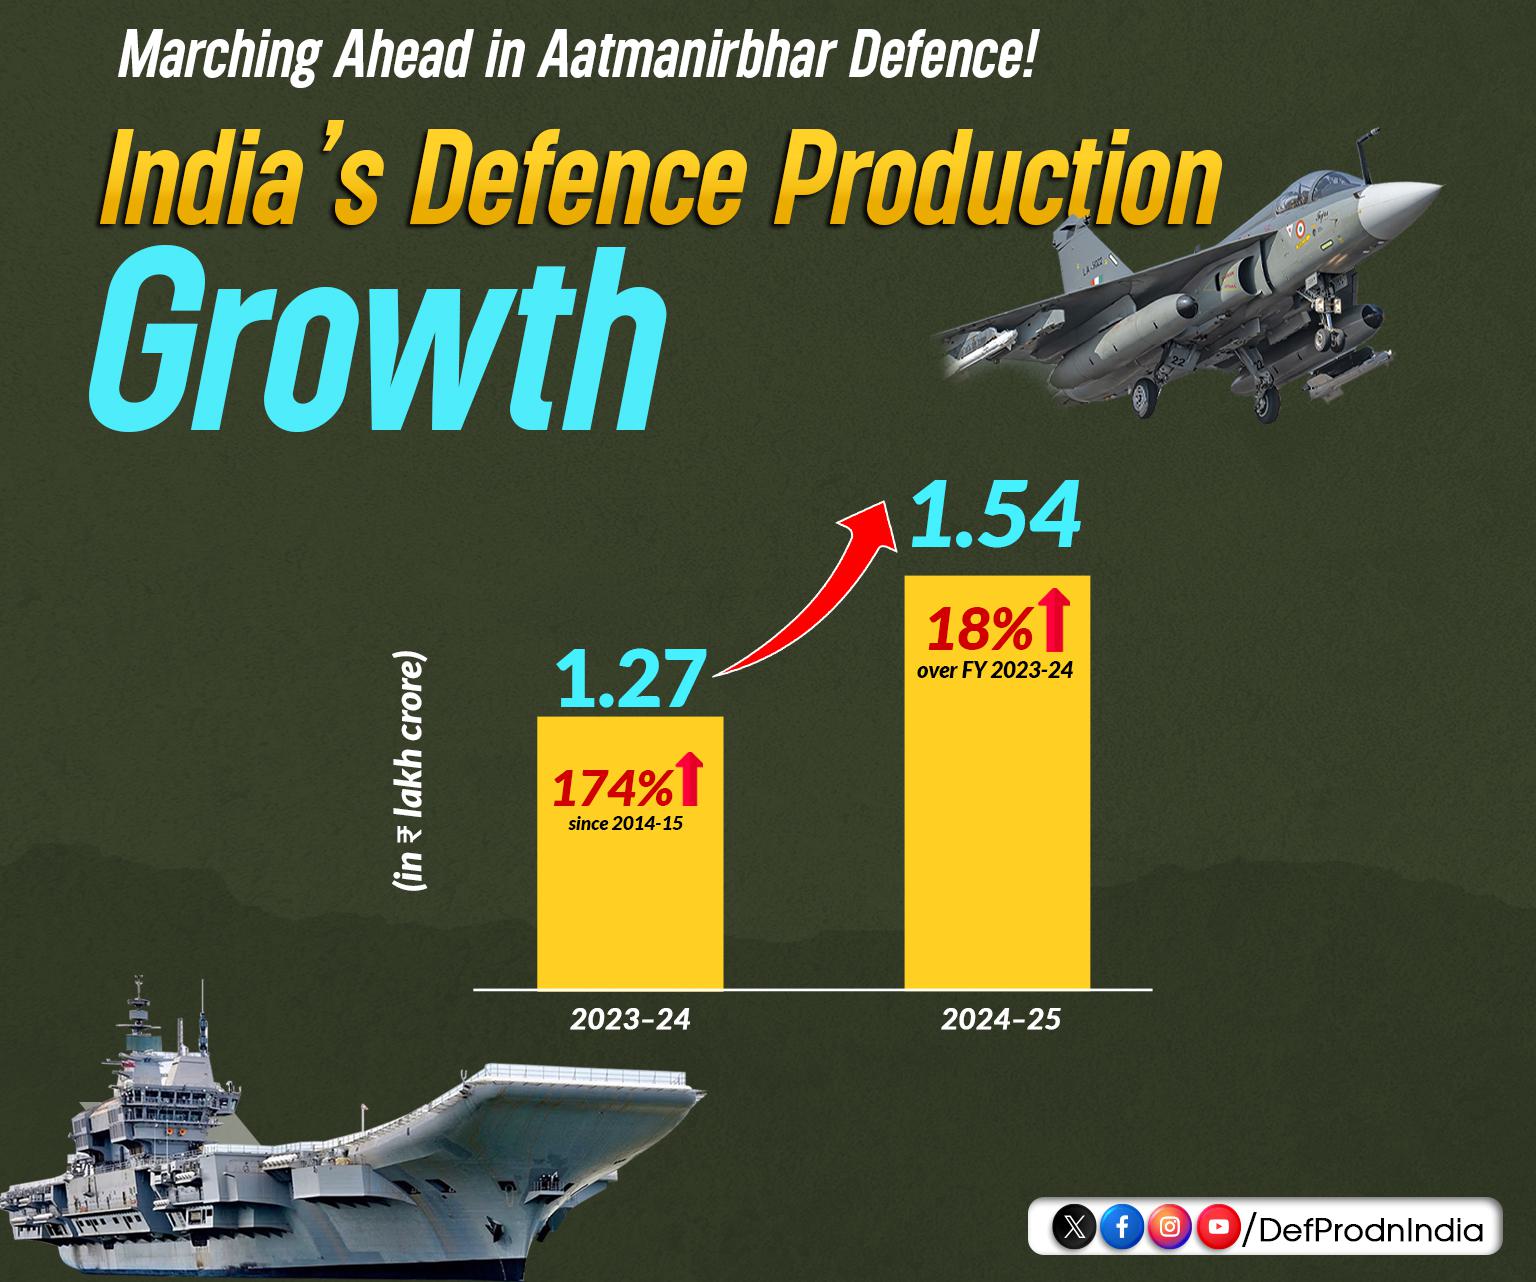 Marching Ahead in Aatmanirbhar Defence!
India's Defence Production
Growth
1.54
18%
over FY 2023-24
1.27
174%
since 2014-15
(in ₹ lakh crore)
2023–24
2024–25
/DefProdnIndia